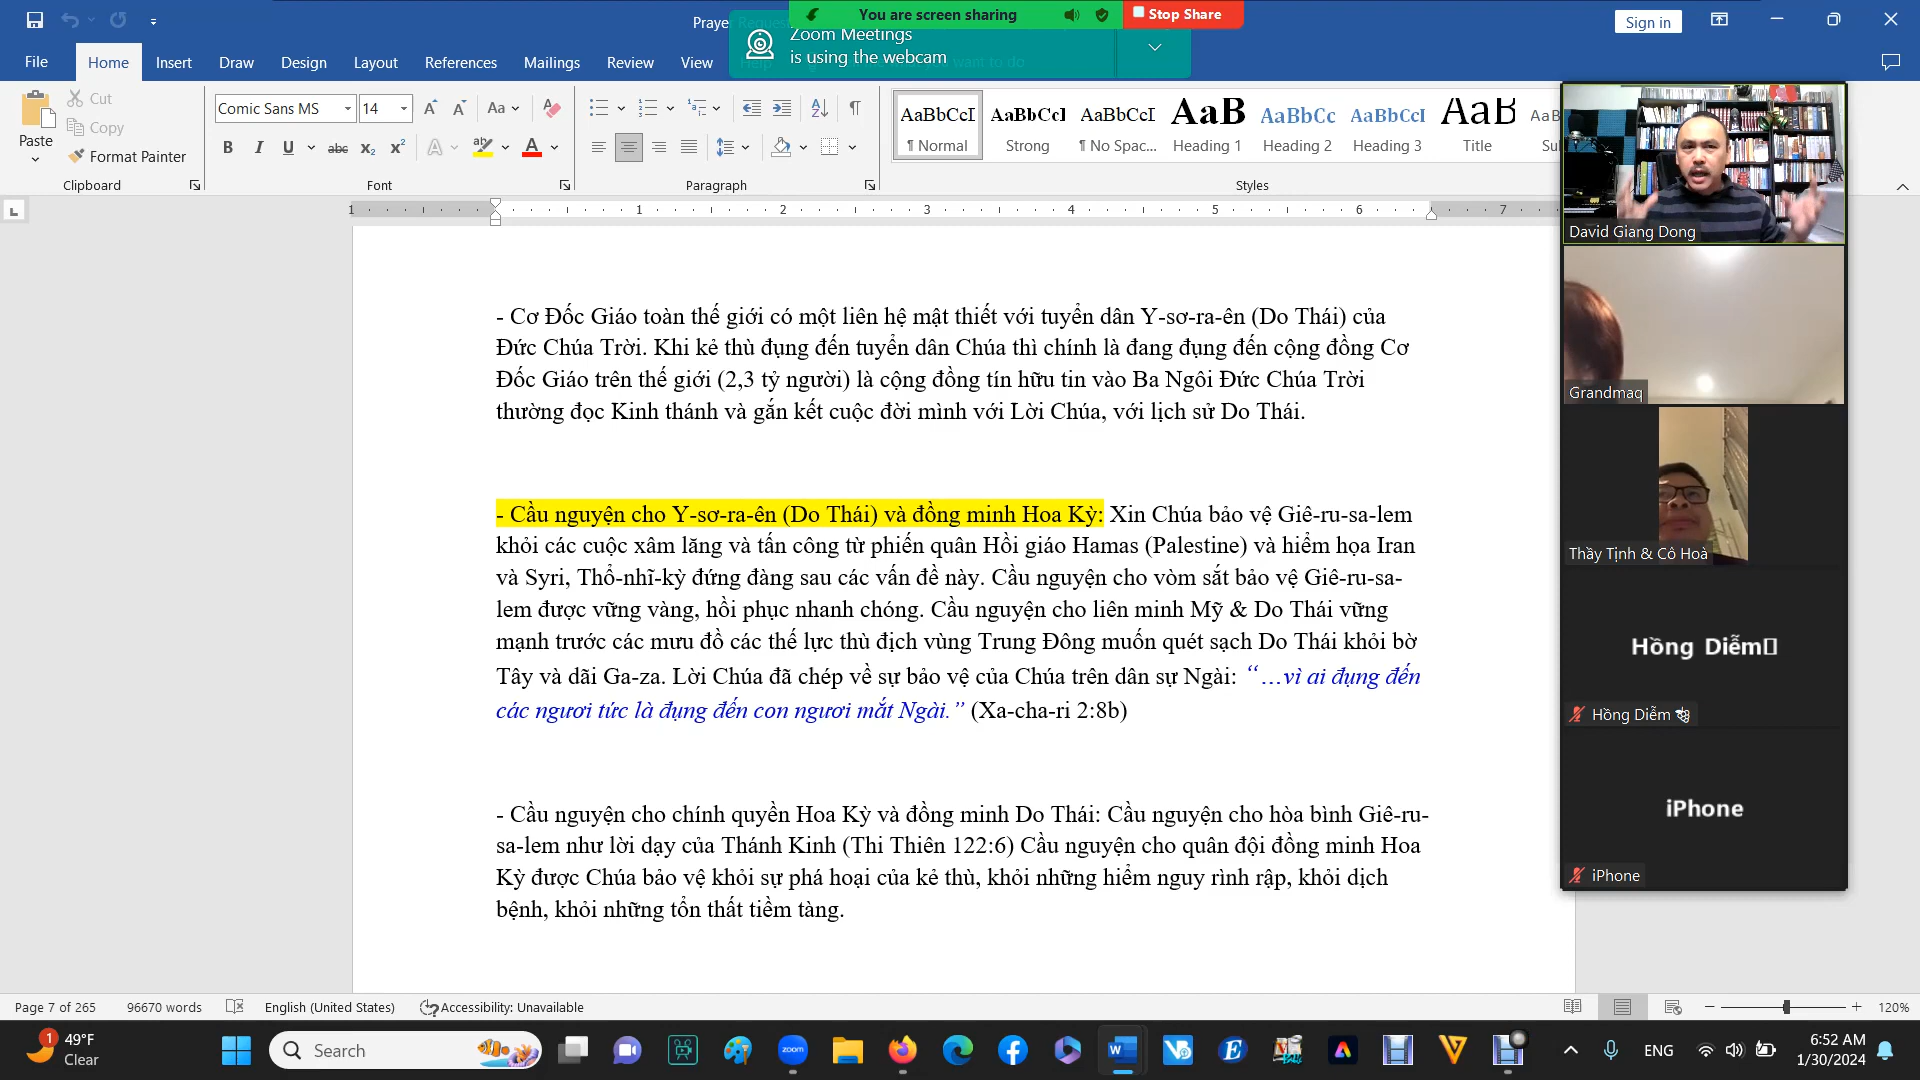 Praye
You are screen sharing
Stop Share
Zoom Meetings
is using the webcam
Sign in
File
Home
Insert
Draw
Design
Layout
References
Mailings
Review
View
Paste
Cut
Copy
Format Painter
Clipboard
Comic Sans MS
14
Font
Paragraph
AaBbCcI
¶ Normal
AaBbCcI
Strong
AaBbCcI
¶ No Spac...
AaB
Heading 1
AaBbCc
Heading 2
AaBbCcI
Heading 3
AaB
Title
Styles
1 1 2 3 4 5 6 7
- Cơ Đốc Giáo toàn thế giới có một liên hệ mật thiết với tuyển dân Y-sơ-ra-ên (Do Thái) của
Đức Chúa Trời. Khi kẻ thù đụng đến tuyển dân Chúa thì chính là đang đụng đến cộng đồng Cơ
Đốc Giáo trên thế giới (2,3 tỷ người) là cộng đồng tín hữu tin vào Ba Ngôi Đức Chúa Trời
thường đọc Kinh thánh và gắn kết cuộc đời mình với Lời Chúa, với lịch sử Do Thái.
- Cầu nguyện cho Y-sơ-ra-ên (Do Thái) và đồng minh Hoa Kỳ: Xin Chúa bảo vệ Giê-ru-sa-lem
khỏi các cuộc xâm lăng và tấn công từ phiến quân Hồi giáo Hamas (Palestine) và hiểm họa Iran
và Syri, Thổ-nhĩ-kỳ đứng đàng sau các vấn đề này. Cầu nguyện cho vòm sắt bảo vệ Giê-ru-sa-
lem được vững vàng, hồi phục nhanh chóng. Cầu nguyện cho liên minh Mỹ & Do Thái vững
mạnh trước các mưu đồ các thế lực thù địch vùng Trung Đông muốn quét sạch Do Thái khỏi bờ
Tây và dãi Ga-za. Lời Chúa đã chép về sự bảo vệ của Chúa trên dân sự Ngài: “…vì ai đụng đến
các ngươi tức là đụng đến con ngươi mắt Ngài.” (Xa-cha-ri 2:8b)
- Cầu nguyện cho chính quyền Hoa Kỳ và đồng minh Do Thái: Cầu nguyện cho hòa bình Giê-ru-
sa-lem như lời dạy của Thánh Kinh (Thi Thiên 122:6) Cầu nguyện cho quân đội đồng minh Hoa
Kỳ được Chúa bảo vệ khỏi sự phá hoại của kẻ thù, khỏi những hiểm nguy rình rập, khỏi dịch
bệnh, khỏi những tổn thất tiềm tàng.
David Giang Dong
Grandmaq
Thầy Tịnh & Cô Hoà
Hồng Diễm
Hồng Diễm
iPhone
iPhone
Page 7 of 265
96670 words
English (United States)
Accessibility: Unavailable
120%
1
49°F
Clear
Search
zoom
ENG
6:52 AM
1/30/2024